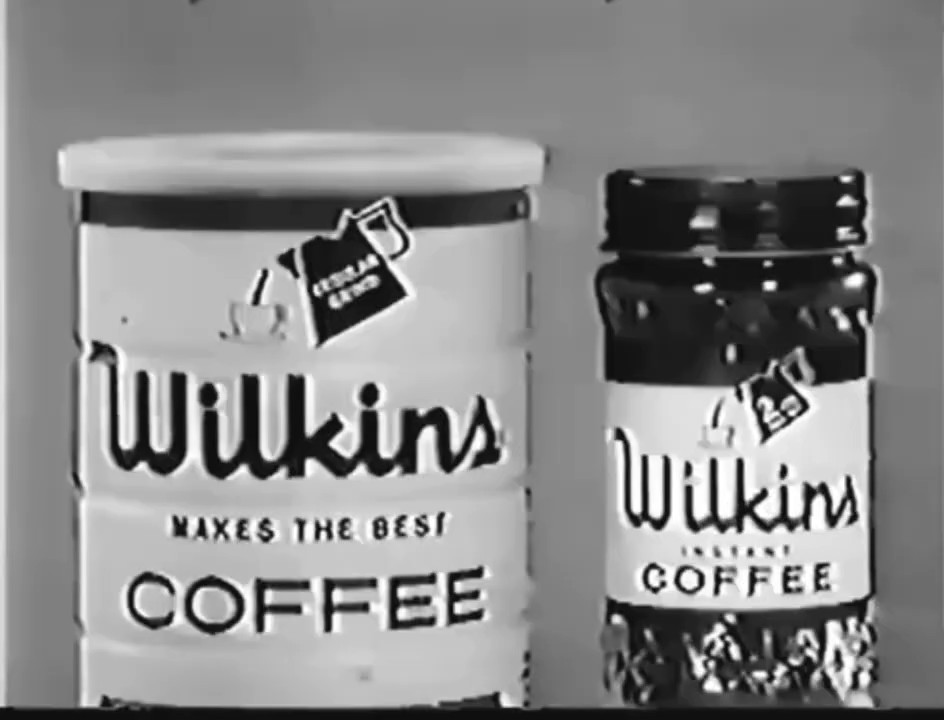 REGULAR
GRIND
Wilkins
MAKES THE BEST
COFFEE
Wilkins
INSTANT
COFFEE